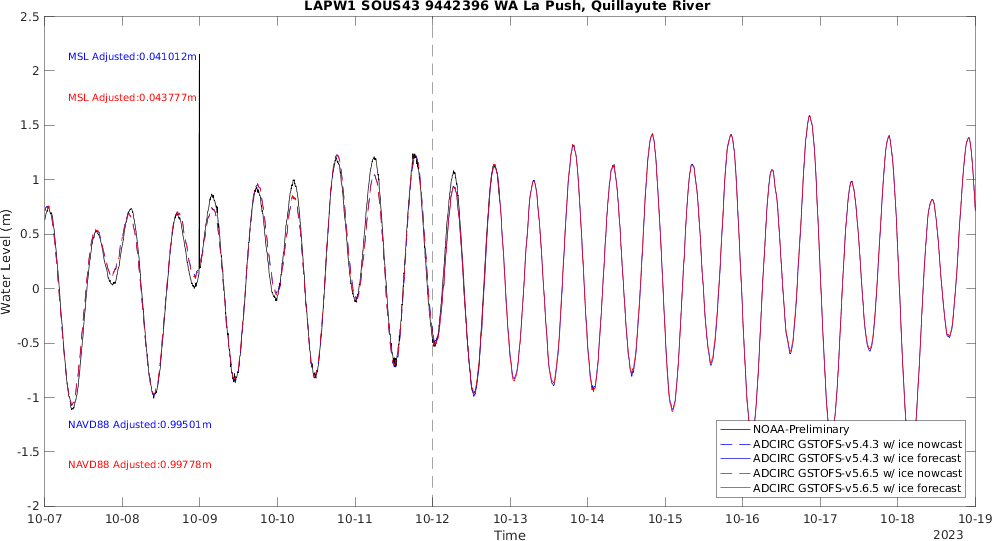 LAPW1 SOUS43 9442396 WA La Push, Quillayute River
2.5
2
1.5
1
0.5
0
-0.5
-1
-1.5
-2
Water Level (m)
MSL Adjusted:0.041012m
MSL Adjusted:0.043777m
NAVD88 Adjusted:0.99501m
NAVD88 Adjusted:0.99778m
NOAA-Preliminary
ADCIRC GSTOFS-v5.4.3 w/ ice nowcast
ADCIRC GSTOFS-v5.4.3 w/ ice forecast
ADCIRC GSTOFS-v5.6.5 w/ ice nowcast
ADCIRC GSTOFS-v5.6.5 w/ ice forecast
10-07 10-08 10-09 10-10 10-11 10-12 10-13 10-14 10-15 10-16 10-17 10-18 10-19
Time
2023